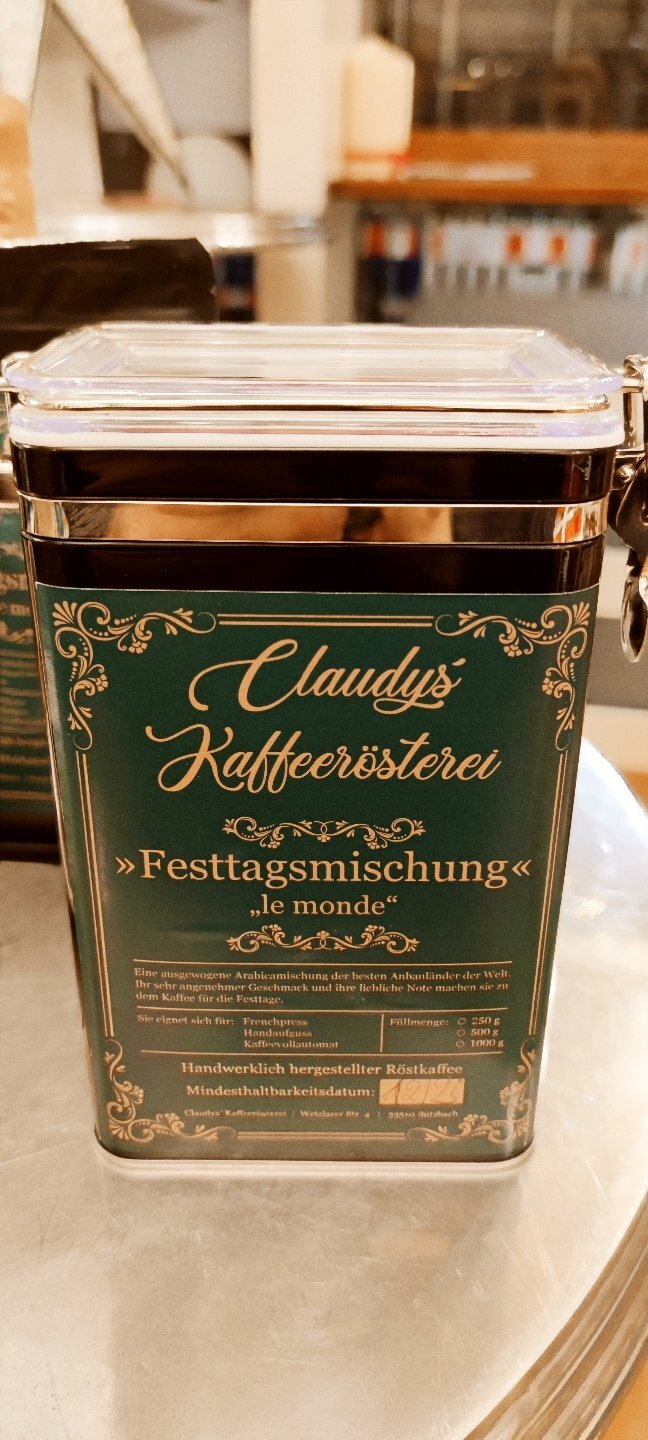 Claudys´
Kaffeerösterei
»Festtagsmischung«
„le monde“
Eine ausgewogene Arabicamischung der besten Anbauländer der Welt.
Ihr sehr angenehmer Geschmack und ihre liebliche Note machen sie zu
dem Kaffee für die Festtage.
Sie eignet sich für: Frenchpress
Handaufguss
Kaffeevollautomat
Füllmenge: O 250 g
O 500 g
O 1000 g
Handwerklich hergestellter Röstkaffee
Mindesthaltbarkeitsdatum:
Claudys´ Kaffeerösterei | Wetzlarer Str. 4 | 35510 Butzbach